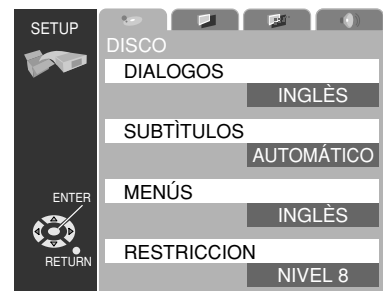 SETUP
DISCO
DIALOGOS
INGLÈS
SUBTÌTULOS
AUTOMÁTICO
MENÚS
INGLÈS
RESTRICCION
NIVEL 8
ENTER
RETURN